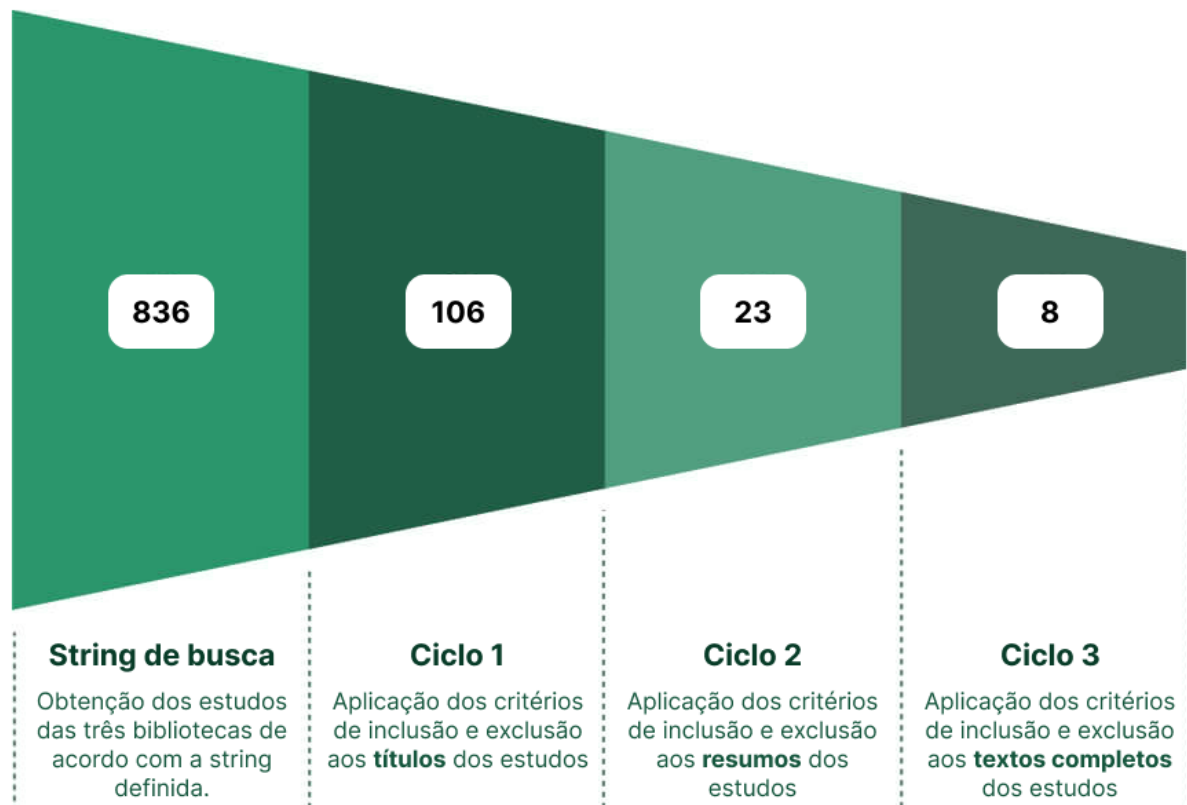 836
106
23
8
String de busca
Obtenção dos estudos
das três bibliotecas de
acordo com a string
definida.
Ciclo 1
Aplicação dos critérios
de inclusão e exclusão
aos títulos dos estudos
Ciclo 2
Aplicação dos critérios
de inclusão e exclusão
aos resumos dos
estudos
Ciclo 3
Aplicação dos critérios
de inclusão e exclusão
aos textos completos
dos estudos